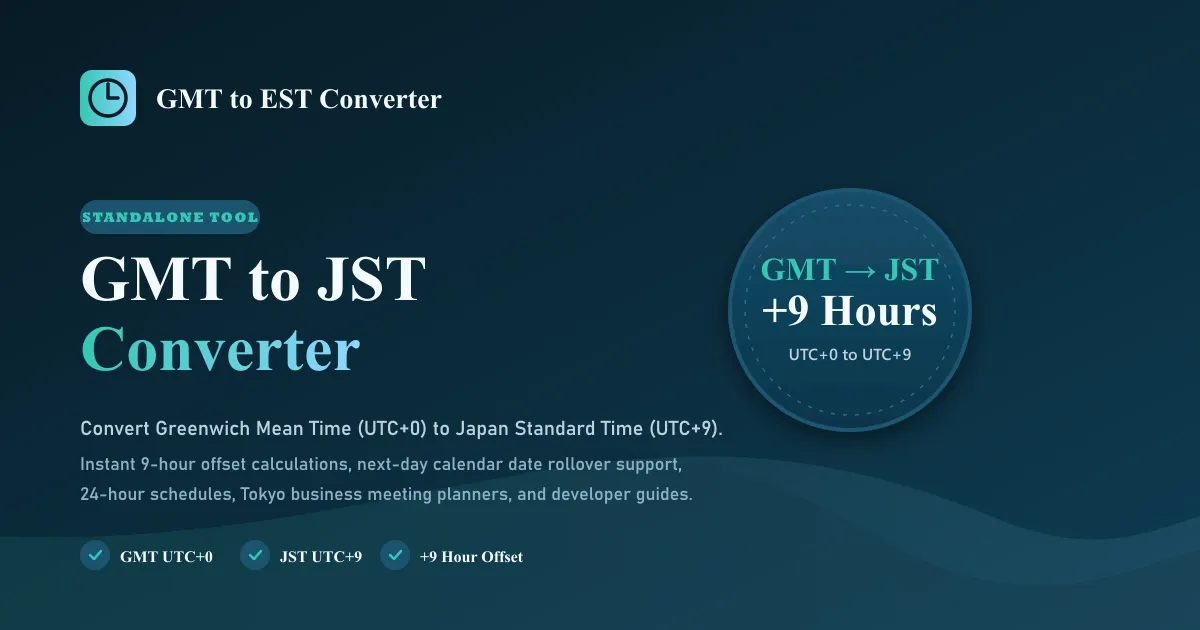 GMT to EST Converter
STANDALONE TOOL
GMT to JST
Converter
Convert Greenwich Mean Time (UTC+0) to Japan Standard Time (UTC+9).
Instant 9-hour offset calculations, next-day calendar date rollover support,
24-hour schedules, Tokyo business meeting planners, and developer guides.
GMT UTC+0
JST UTC+9
+9 Hour Offset
GMT → JST
+9 Hours
UTC+0 to UTC+9